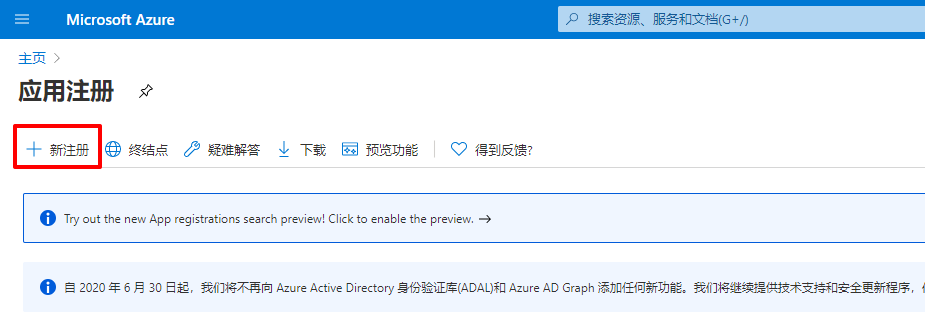 Microsoft Azure
搜索资源、服务和文档(G+/)
主页
应用注册
新注册 终结点 疑难解答 下载 预览功能 得到反馈?
Try out the new App registrations search preview! Click to enable the preview. →
自 2020 年 6 月 30 日起，我们将不再向 Azure Active Directory 身份验证库(ADAL)和 Azure AD Graph 添加任何新功能。我们将继续提供技术支持和安全更新程序，